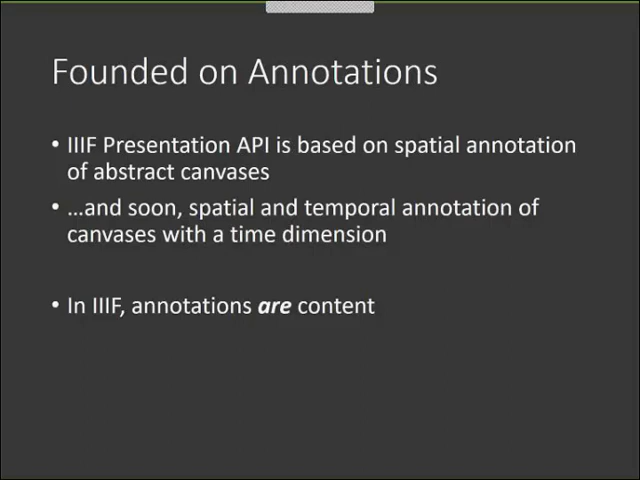 Founded on Annotations
• IIIF Presentation API is based on spatial annotation
of abstract canvases
• …and soon, spatial and temporal annotation of
canvases with a time dimension
• In IIIF, annotations are content